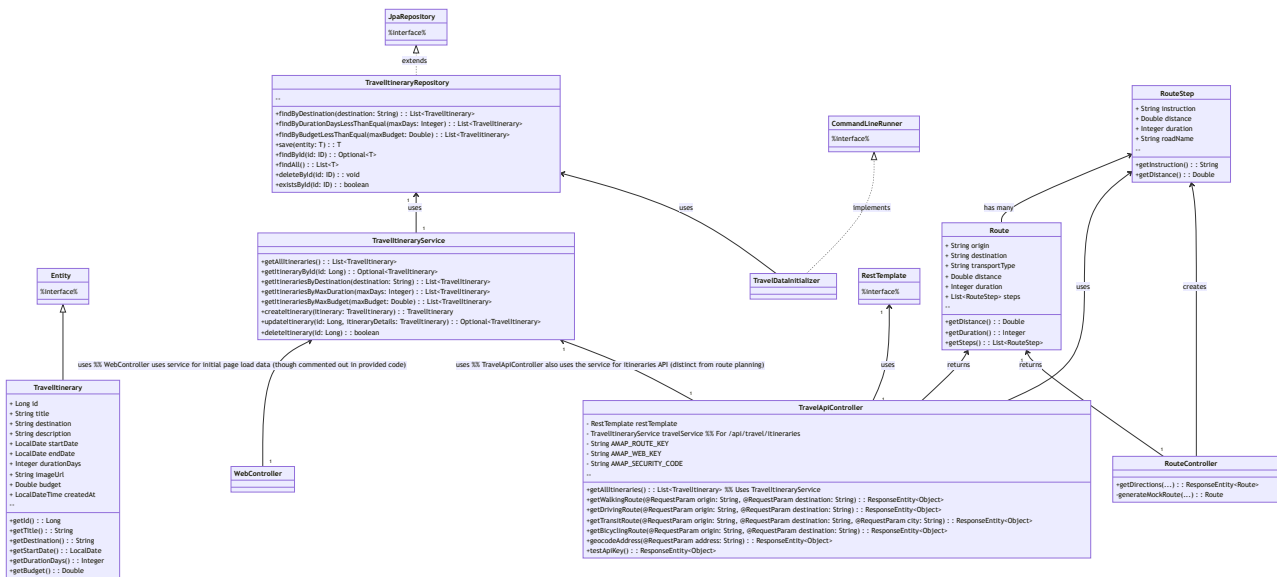 JpaRepository
%interface%
extends
TravelItineraryRepository
--
+findByDestination(destination: String) : : List<TravelItinerary>
+findByDurationDaysLessThanEqual(maxDays: Integer) : : List<TravelItinerary>
+findByBudgetLessThanEqual(maxBudget: Double) : : List<TravelItinerary>
+save(entity: T) : : T
+findById(id: ID) : : Optional<T>
+findAll() : : List<T>
+deleteById(id: ID) : : void
+existsById(id: ID) : : boolean
RouteStep
+ String instruction
+ Double distance
+ Integer duration
+ String roadName
--
+getInstruction() : : String
+getDistance() : : Double
CommandLineRunner
%interface%
1
uses
1
uses
Implements
has many
TravelItineraryService
+getAllItineraries() : : List<TravelItinerary>
+getItineraryById(id: Long) : : Optional<TravelItinerary>
+getItinerariesByDestination(destination: String) : : List<TravelItinerary>
+getItinerariesByMaxDuration(maxDays: Integer) : : List<TravelItinerary>
+getItinerariesByMaxBudget(maxBudget: Double) : : List<TravelItinerary>
+createItinerary(itinerary: TravelItinerary) : : TravelItinerary
+updateItinerary(id: Long, itineraryDetails: TravelItinerary) : : Optional<TravelItinerary>
+deleteItinerary(id: Long) : : boolean
Route
+ String origin
+ String destination
+ String transportType
+ Double distance
+ Integer duration
+ List<RouteStep> steps
--
+getDistance() : : Double
+getDuration() : : Integer
+getSteps() : : List<RouteStep>
Entity
%interface%
TravelDataInitializer
RestTemplate
%interface%
uses
creates
1
1
1
uses %% WebController uses service for initial page load data (though commented out in provided code)
uses %% TravelApiController also uses the service for itineraries API (distinct from route planning)
uses
returns
returns
TravelItinerary
+ Long id
+ String title
+ String destination
+ String description
+ LocalDate startDate
+ LocalDate endDate
+ Integer durationDays
+ String imageUrl
+ Double budget
+ LocalDateTime createdAt
--
+getId() : : Long
+getTitle() : : String
+getDestination() : : String
+getStartDate() : : LocalDate
+getDurationDays() : : Integer
+getBudget() : : Double
1
WebController
1
1
TravelApiController
- RestTemplate restTemplate
- TravelItineraryService travelService %% For /api/travel/itineraries
- String AMAP_ROUTE_KEY
- String AMAP_WEB_KEY
- String AMAP_SECURITY_CODE
--
+getAllItineraries() : : List<TravelItinerary> %% Uses TravelItineraryService
+getWalkingRoute(@RequestParam origin: String, @RequestParam destination: String) : : ResponseEntity<Object>
+getDrivingRoute(@RequestParam origin: String, @RequestParam destination: String) : : ResponseEntity<Object>
+getTransitRoute(@RequestParam origin: String, @RequestParam destination: String, @RequestParam city: String) : : ResponseEntity<Object>
+getBicyclingRoute(@RequestParam origin: String, @RequestParam destination: String) : : ResponseEntity<Object>
+geocodeAddress(@RequestParam address: String) : : ResponseEntity<Object>
+testApiKey() : : ResponseEntity<Object>
1
RouteController
+getDirections(...) : : ResponseEntity<Route>
-generateMockRoute(...) : : Route